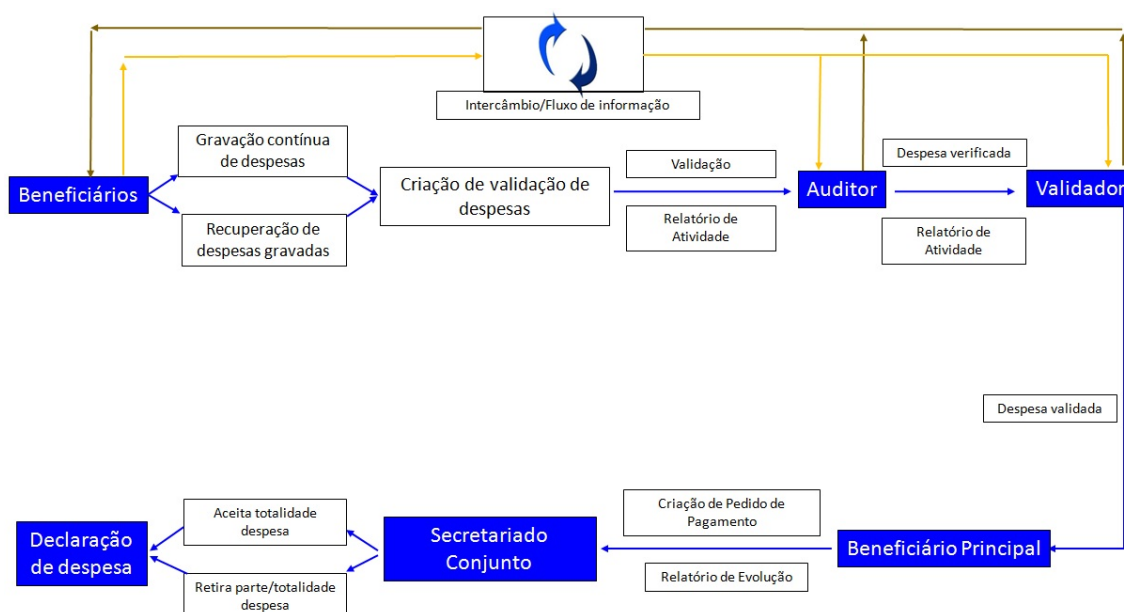 Intercâmbio/Fluxo de informação
Gravação contínua
de despesas
Beneficiários
Recuperação de
despesas gravadas
Criação de validação de
despesas
Validação
Relatório de
Atividade
Auditor
Despesa verificada
Relatório de
Atividade
Validador
Despesa validada
Beneficiário Principal
Criação de Pedido de
Pagamento
Relatório de Evolução
Secretariado
Conjunto
Aceita totalidade
despesa
Retira parte/totalidade
despesa
Declaração
de despesa